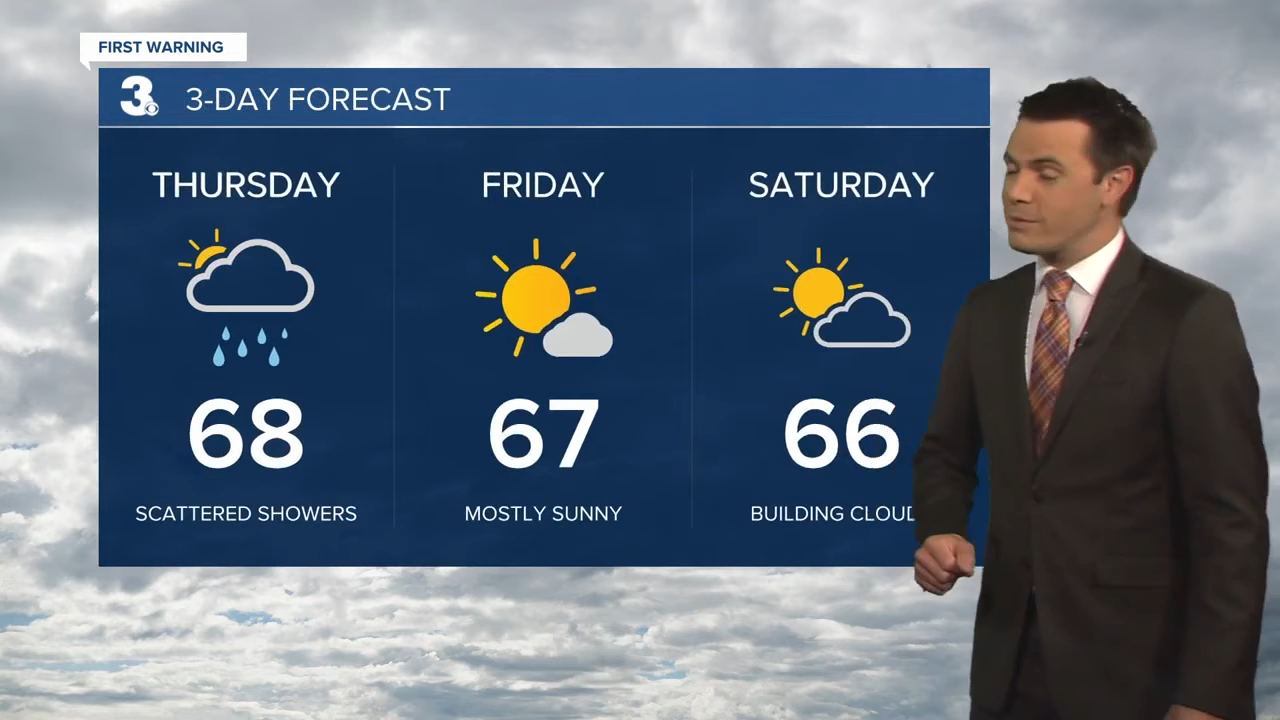 FIRST WARNING
3 3-DAY FORECAST
THURSDAY
68
SCATTERED SHOWERS
FRIDAY
67
MOSTLY SUNNY
SATURDAY
66
BUILDING CLOUD